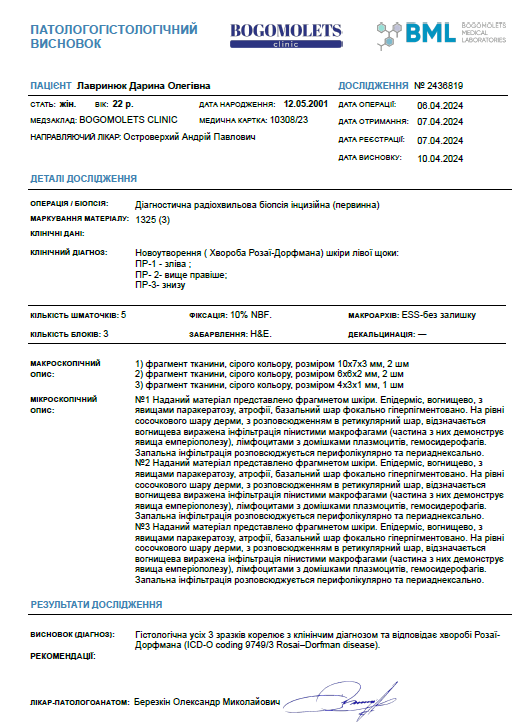 ПАТОЛОГОГІСТОЛОГІЧНИЙ
ВИСНОВОК
BOGOMOLETS
clinic
BML BOGOMOLETS
MEDICAL
LABORATORIES
ПАЦІЄНТ Лавринюк Дарина Олегівна
ДОСЛІДЖЕННЯ № 2436819
СТАТЬ: жін. ВІК: 22 р. ДАТА НАРОДЖЕННЯ: 12.05.2001 ДАТА ОПЕРАЦІЇ: 06.04.2024
МЕДЗАКЛАД: BOGOMOLETS CLINIC МЕДИЧНА КАРТКА: 10308/23 ДАТА ОТРИМАННЯ: 07.04.2024
НАПРАВЛЯЮЧИЙ ЛІКАР: Островерхий Андрій Павлович ДАТА РЕЄСТРАЦІЇ: 07.04.2024
ДАТА ВИСНОВКУ: 10.04.2024
ДЕТАЛІ ДОСЛІДЖЕННЯ
ОПЕРАЦІЯ / БІОПСІЯ: Діагностична радіохвильова біопсія інцизійна (первинна)
МАРКУВАННЯ МАТЕРІАЛУ: 1325 (3)
КЛІНІЧНІ ДАНІ:
КЛІНІЧНИЙ ДІАГНОЗ: Новоутворення ( Хвороба Розаї-Дорфмана) шкіри лівої щоки:
ПР-1 - зліва ;
ПР- 2- вище правіше;
ПР-3- знизу
КІЛЬКІСТЬ ШМАТОЧКІВ: 5 ФІКСАЦІЯ: 10% NBF. МАКРОАРХІВ: ESS-без залишку
КІЛЬКІСТЬ БЛОКІВ: 3 ЗАБАРВЛЕННЯ: H&E. ДЕКАЛЬЦИНАЦІЯ: —
МАКРОСКОПІЧНИЙ
ОПИС:
1) фрагмент тканини, сірого кольору, розміром 10x7x3 мм, 2 шм
2) фрагмент тканини, сірого кольору, розміром 6x6x2 мм, 2 шм
3) фрагмент тканини, сірого кольору, розміром 4x3x1 мм, 1 шм
МІКРОСКОПІЧНИЙ
ОПИС:
№1 Наданий матеріал представлено фрагментом шкіри. Епідерміс, вогнищево, з
явищами паракератозу, атрофії, базальний шар фокально гіперпігментовано. На рівні
сосочкового шару дерми, з розповсюдженням в ретикулярний шар, відзначається
вогнищева виражена інфільтрація пінистими макрофагами (частина з них демонструє
явища емперіополезу), лімфоцитами з домішками плазмоцитів, гемосидерофагів.
Запальна інфільтрація розповсюджується перифолікулярно та периаднексально.
№2 Наданий матеріал представлено фрагментом шкіри. Епідерміс, вогнищево, з
явищами паракератозу, атрофії, базальний шар фокально гіперпігментовано. На рівні
сосочкового шару дерми, з розповсюдженням в ретикулярний шар, відзначається
вогнищева виражена інфільтрація пінистими макрофагами (частина з них демонструє
явища емперіополезу), лімфоцитами з домішками плазмоцитів, гемосидерофагів.
Запальна інфільтрація розповсюджується перифолікулярно та периаднексально.
№3 Наданий матеріал представлено фрагментом шкіри. Епідерміс, вогнищево, з
явищами паракератозу, атрофії, базальний шар фокально гіперпігментовано. На рівні
сосочкового шару дерми, з розповсюдженням в ретикулярний шар, відзначається
вогнищева виражена інфільтрація пінистими макрофагами (частина з них демонструє
явища емперіополезу), лімфоцитами з домішками плазмоцитів, гемосидерофагів.
Запальна інфільтрація розповсюджується перифолікулярно та периаднексально.
РЕЗУЛЬТАТИ ДОСЛІДЖЕННЯ
ВИСНОВОК (ДІАГНОЗ): Гістологічна усіх 3 зразків корелює з клінічим діагнозом та відповідає хворобі Розаї-
Дорфмана (ICD-O coding 9749/3 Rosai–Dorfman disease).
РЕКОМЕНДАЦІЇ:
ЛІКАР-ПАТОЛОГОАНАТОМ: Березкін Олександр Миколайович